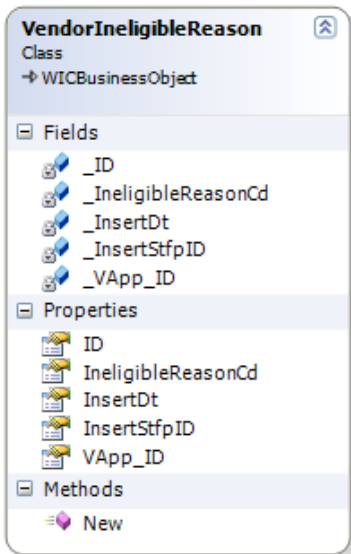 VendorIneligibleReason
Class
WICBusinessObject
Fields
_ID
_IneligibleReasonCd
_InsertDt
_InsertStfpID
_VApp_ID
Properties
ID
IneligibleReasonCd
InsertDt
InsertStfpID
VApp_ID
Methods
New